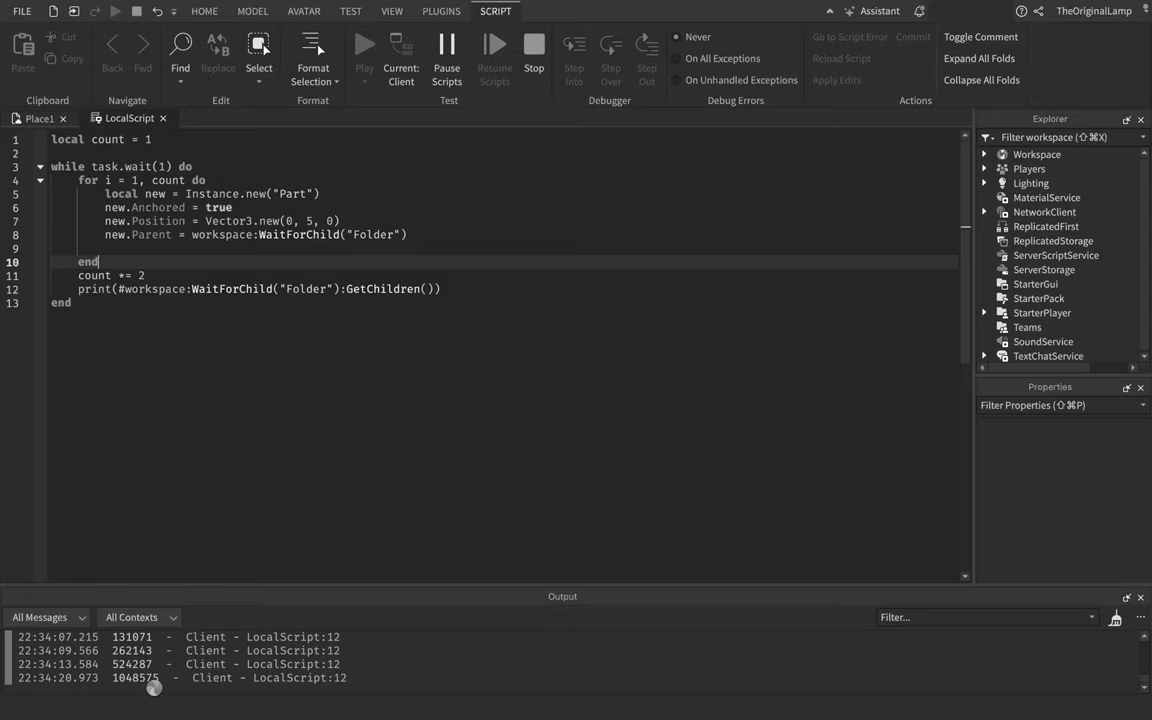 FILE HOME MODEL AVATAR TEST VIEW PLUGINS SCRIPT Assistant TheOriginalLamp
Paste Cut Copy
Back Fwd
Find Replace Select
Format Selection
Play Current: Client Pause Scripts Resume Scripts Stop
Step Into Step Over Step Out
Never
On All Exceptions
On Unhandled Exceptions
Go to Script Error Commit
Reload Script
Apply Edits
Toggle Comment
Expand All Folds
Collapse All Folds
Clipboard Navigate Edit Format Test Debugger Debug Errors Actions
Place1 LocalScript
1 local count = 1
2
3 while task.wait(1) do
4 for i = 1, count do
5 local new = Instance.new("Part")
6 new.Anchored = true
7 new.Position = Vector3.new(0, 5, 0)
8 new.Parent = workspace:WaitForChild("Folder")
9
10 end
11 count *= 2
12 print(#workspace:WaitForChild("Folder"):GetChildren())
13 end
Explorer
Filter workspace (⇧⌘X)
Workspace
Players
Lighting
MaterialService
NetworkClient
ReplicatedFirst
ReplicatedStorage
ServerScriptService
ServerStorage
StarterGui
StarterPack
StarterPlayer
Teams
SoundService
TextChatService
Properties
Filter Properties (⇧⌘P)
Output
All Messages All Contexts Filter...
22:34:07.215 131071 - Client - LocalScript:12
22:34:09.566 262143 - Client - LocalScript:12
22:34:13.584 524287 - Client - LocalScript:12
22:34:20.973 1048575 - Client - LocalScript:12